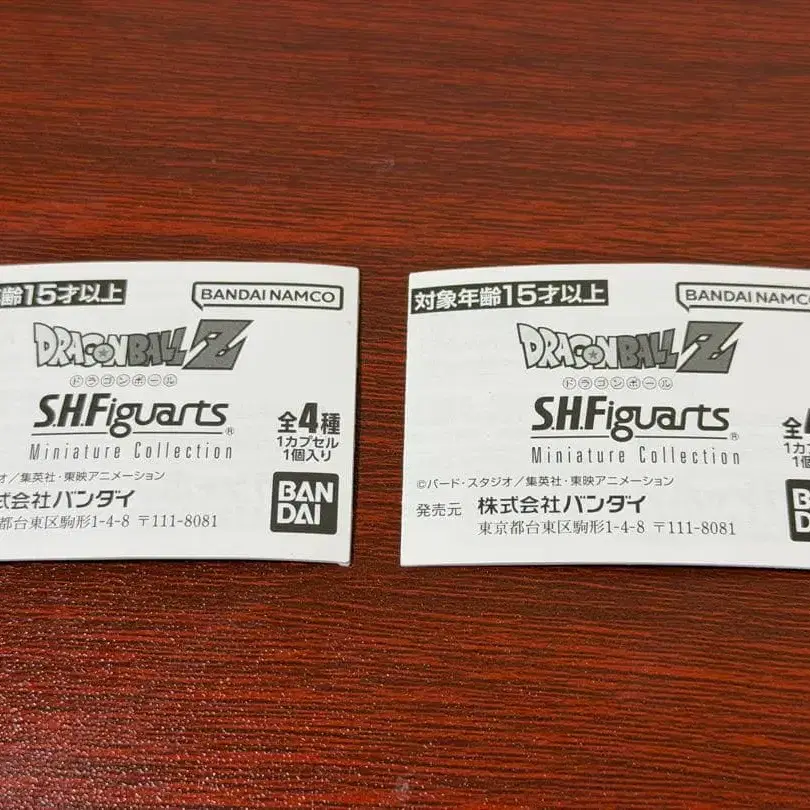 齢15才以上
BANDAI NAMCO
DRAGON BALL Z
ドラゴンボール
S.H.Figuarts®
Miniature Collection
全4種
1カプセル
1個入り
オ/集英社・東映アニメーション
式会社バンダイ
都台東区駒形1-4-8 〒111-8081
BAN
DAI
対象年齢15才以上
BANDAI NAMCO
DRAGON BALL Z
ドラゴンボール
S.H.Figuarts®
Miniature Collection
全
1カ
1個
©バード・スタジオ/集英社・東映アニメーション
発売元 株式会社バンダイ
東京都台東区駒形1-4-8 〒111-8081